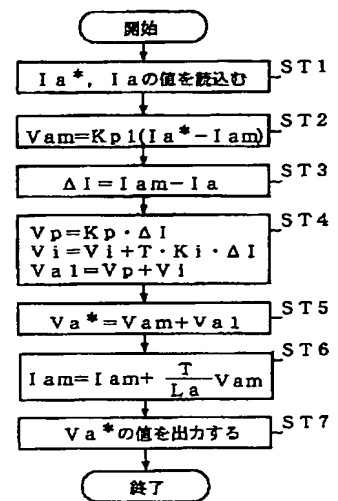 開始
Ia*, Iaの値を読込む
ST1
Vam=Kp1(Ia*-Iam)
ST2
ΔI=Iam-Ia
ST3
Vp=Kp·ΔI
Vi=Vi+T·Ki·ΔI
Va1=Vp+Vi
ST4
Va*=Vam+Va1
ST5
Iam=Iam+ T/La Vam
ST6
Va*の値を出力する
ST7
終了